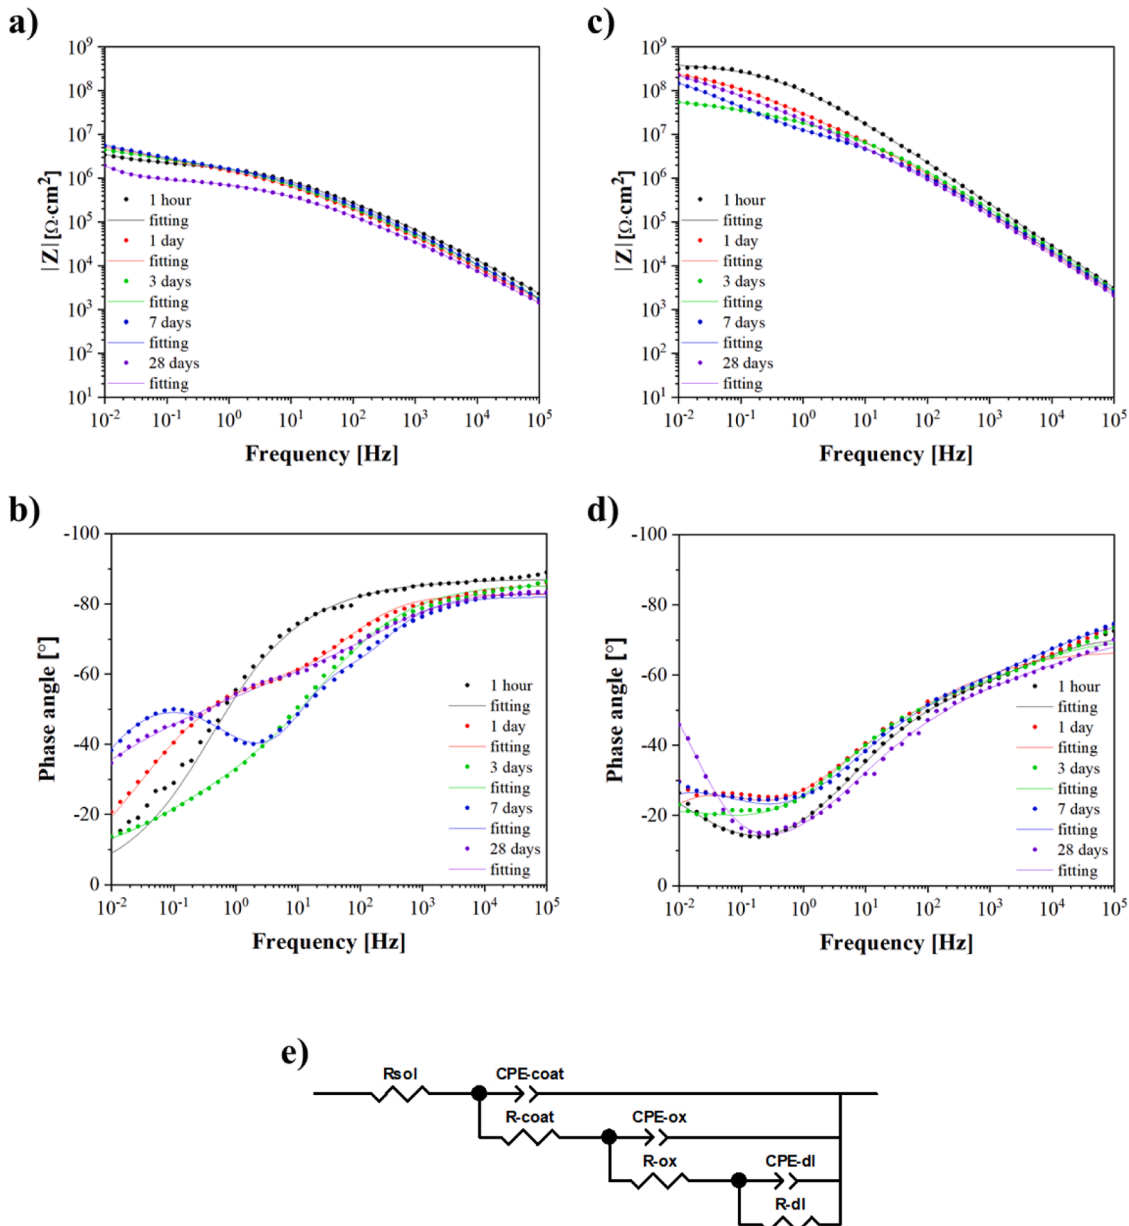 a)
10⁹
10⁸
10⁷
10⁶
10⁵
10⁴
10³
10²
10¹
|Z| [Ω·cm²]
1 hour
fitting
1 day
fitting
3 days
fitting
7 days
fitting
28 days
fitting
10⁻² 10⁻¹ 10⁰ 10¹ 10² 10³ 10⁴ 10⁵
Frequency [Hz]
c)
10⁹
10⁸
10⁷
10⁶
10⁵
10⁴
10³
10²
10¹
|Z| [Ω·cm²]
1 hour
fitting
1 day
fitting
3 days
fitting
7 days
fitting
28 days
fitting
10⁻² 10⁻¹ 10⁰ 10¹ 10² 10³ 10⁴ 10⁵
Frequency [Hz]
b)
-100
-80
-60
-40
-20
0
Phase angle [°]
1 hour
fitting
1 day
fitting
3 days
fitting
7 days
fitting
28 days
fitting
10⁻² 10⁻¹ 10⁰ 10¹ 10² 10³ 10⁴ 10⁵
Frequency [Hz]
d)
-100
-80
-60
-40
-20
0
Phase angle [°]
1 hour
fitting
1 day
fitting
3 days
fitting
7 days
fitting
28 days
fitting
10⁻² 10⁻¹ 10⁰ 10¹ 10² 10³ 10⁴ 10⁵
Frequency [Hz]
e)
Rsol CPE-coat
R-coat CPE-ox
R-ox CPE-dl
R-dl